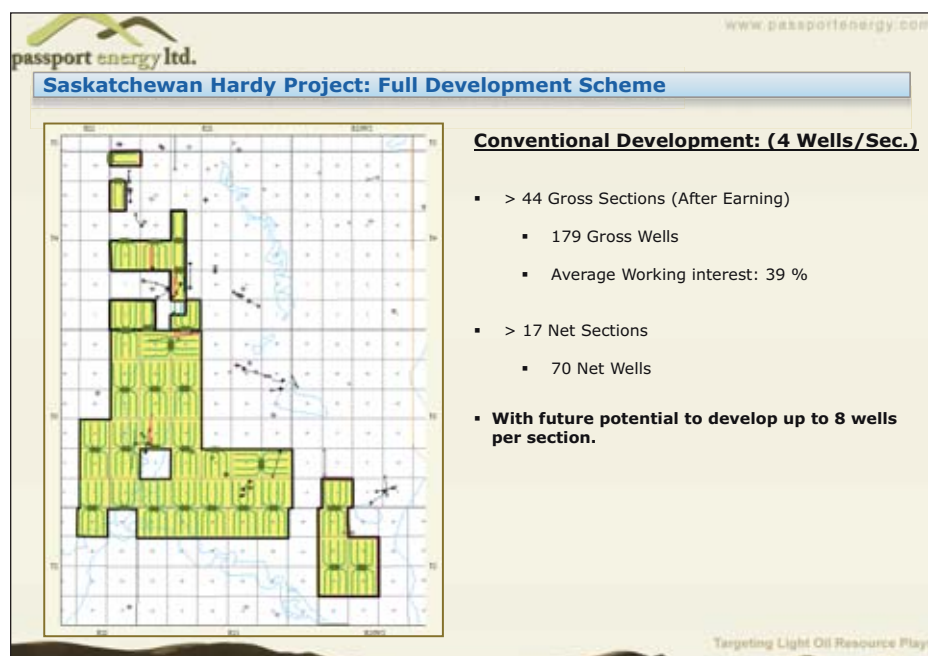 www.passportenergy.com
passport energy ltd.
Saskatchewan Hardy Project: Full Development Scheme
Conventional Development: (4 Wells/Sec.)
▪ > 44 Gross Sections (After Earning)
▪ 179 Gross Wells
▪ Average Working interest: 39 %
▪ > 17 Net Sections
▪ 70 Net Wells
▪ With future potential to develop up to 8 wells
per section.
Targeting Light Oil Resource Play